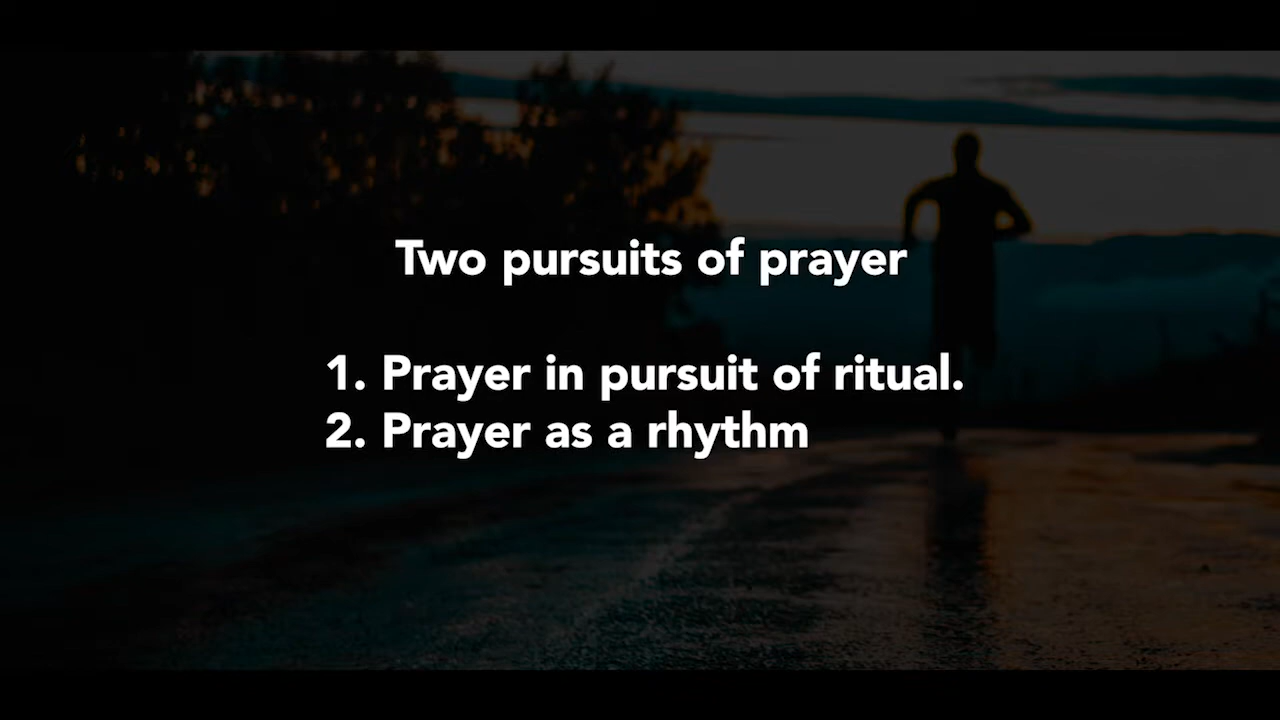 Two pursuits of prayer
1. Prayer in pursuit of ritual.
2. Prayer as a rhythm